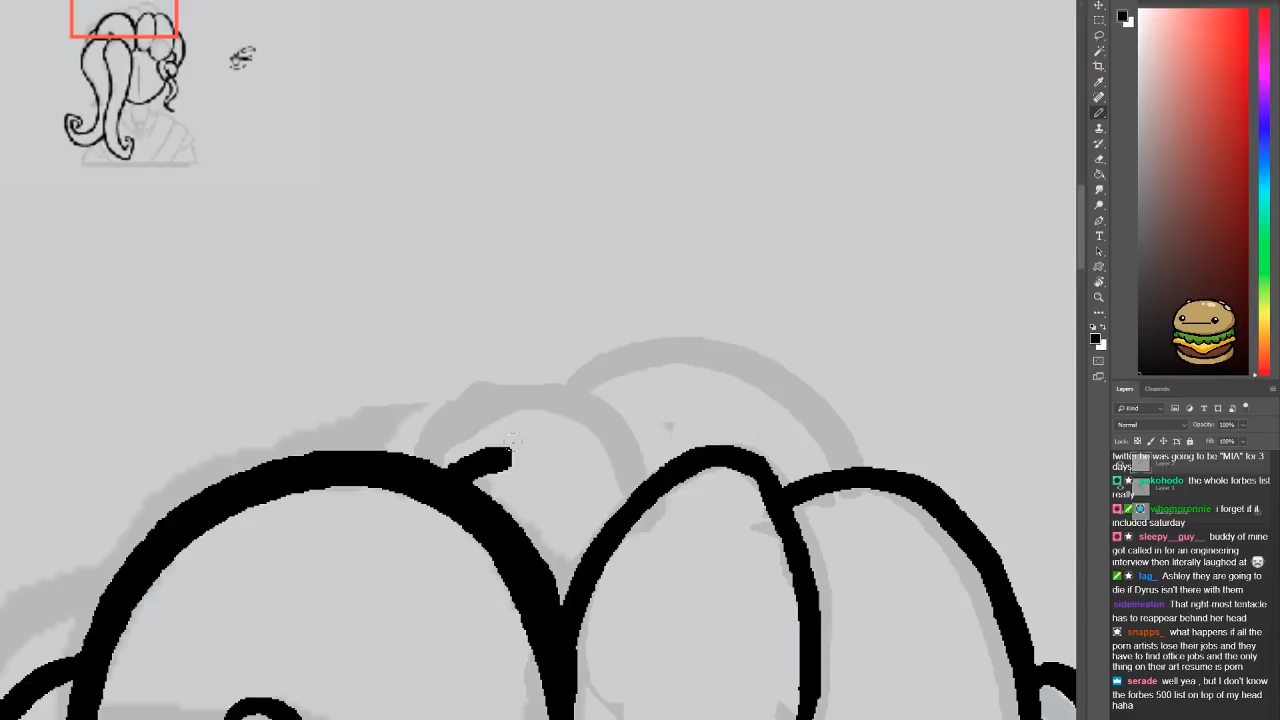 Layers Channels
Kind
Normal Opacity: 100%
Lock: Fill: 100%
twitter he was going to be "MIA" for 3
days
Layer 1
the whole forbes list
really
whompronnie i forget if it
included saturday
sleepy__guy__ buddy of mine
got called in for an engineering
interview then literally laughed at
lag_ Ashley they are going to
die if Dyrus isn't there with them
sidemeaton That right-most tentacle
has to reappear behind her head
snapps_ what happens if all the
porn artists lose their jobs and they
have to find office jobs and the only
thing on their art resume is porn
serade well yea , but I don't know
the forbes 500 list on top of my head
haha